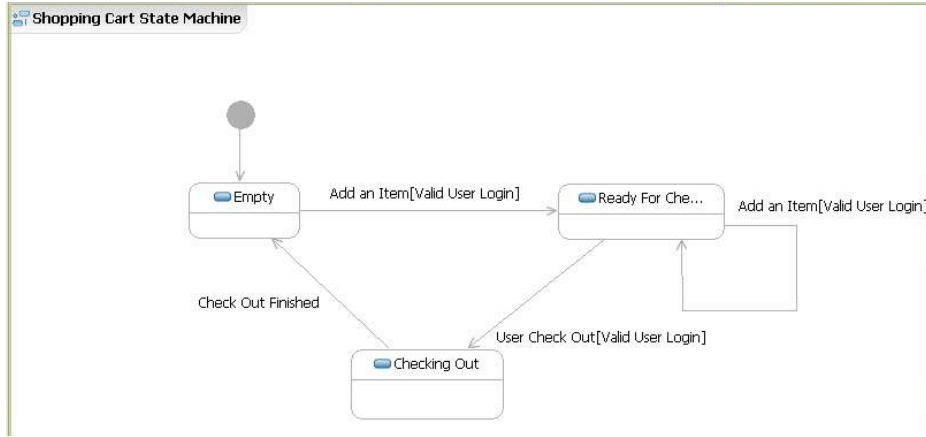 Shopping Cart State Machine
Empty
Add an Item[Valid User Login]
Ready For Che...
Add an Item[Valid User Login]
Check Out Finished
User Check Out[Valid User Login]
Checking Out